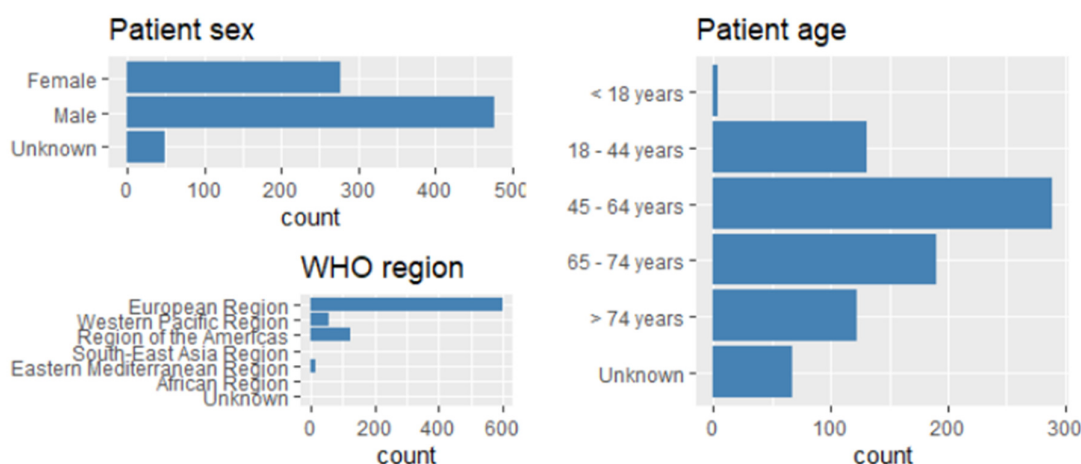 Patient sex
Female
Male
Unknown
0 100 200 300 400 500
count
WHO region
European Region
Western Pacific Region
Region of the Americas
South-East Asia Region
Eastern Mediterranean Region
African Region
Unknown
0 200 400 600
count
Patient age
< 18 years
18 - 44 years
45 - 64 years
65 - 74 years
> 74 years
Unknown
0 100 200 300
count